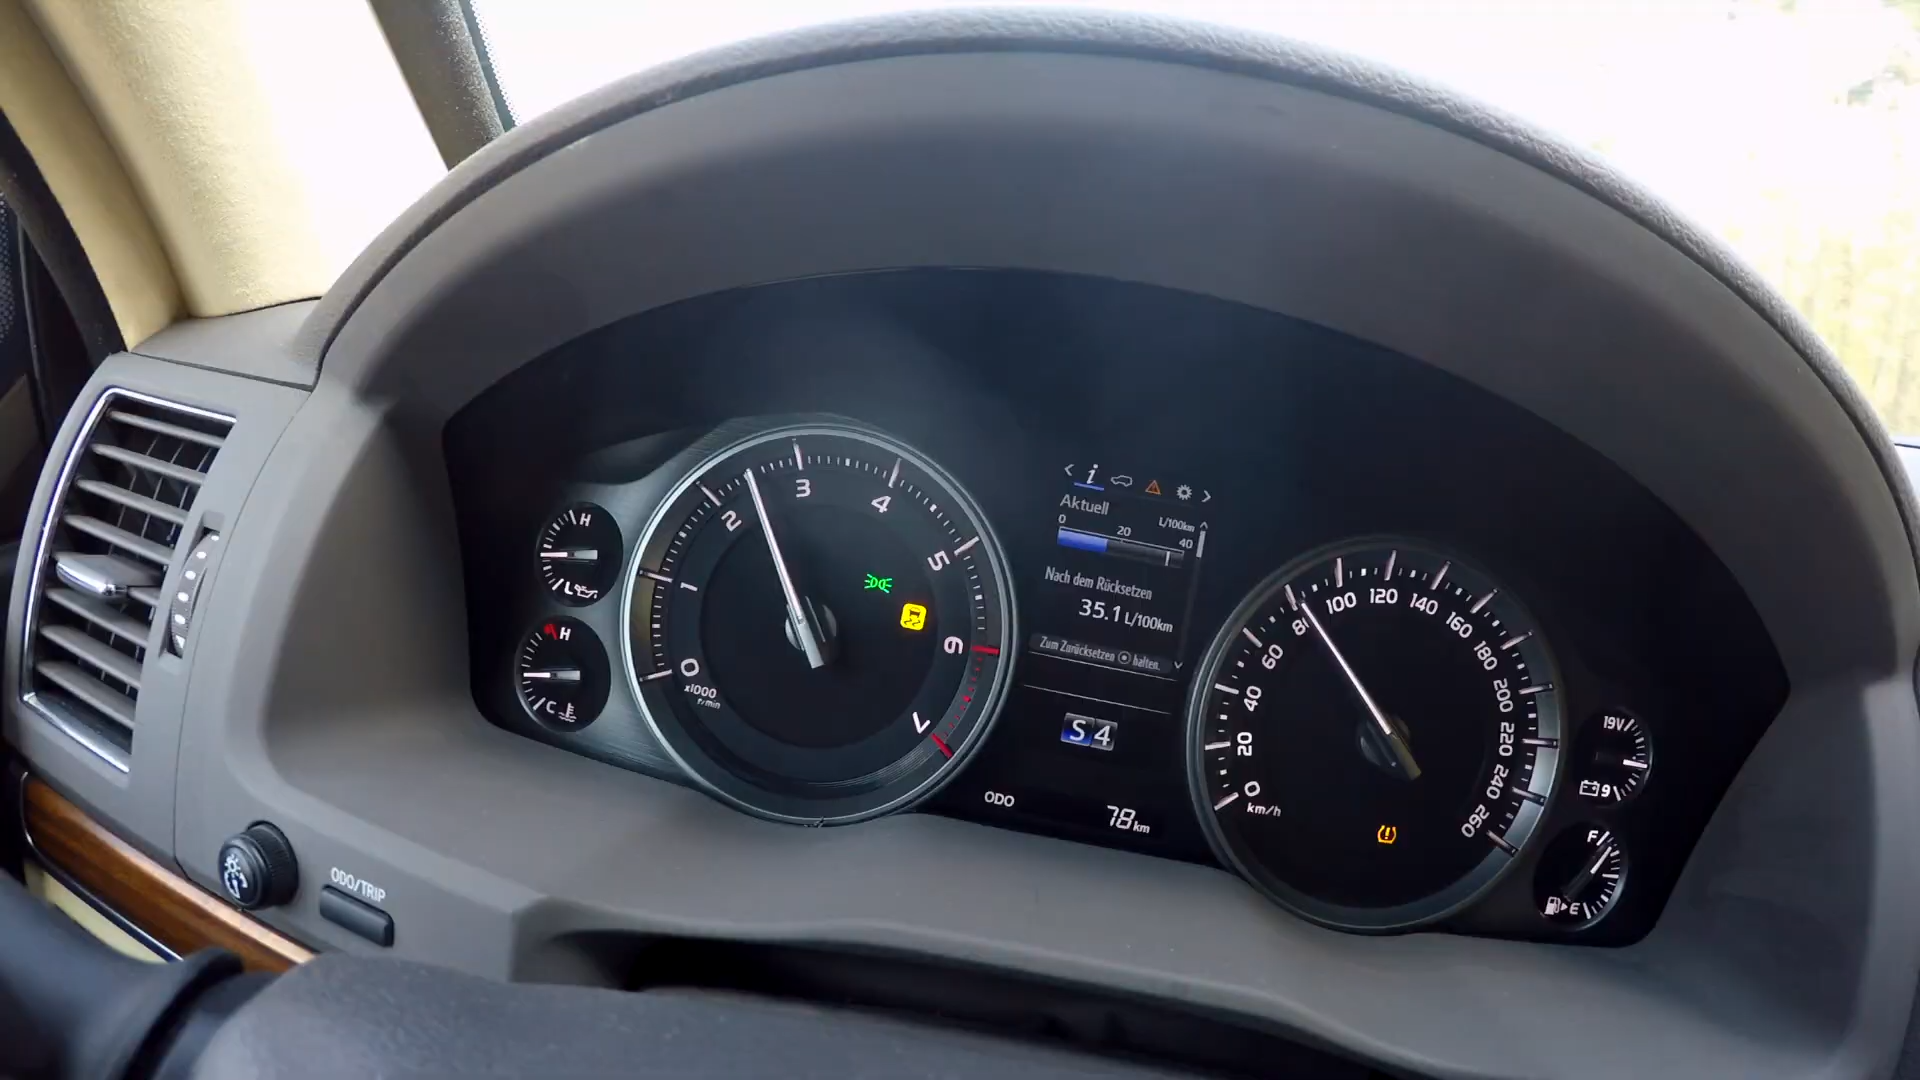 H
L
H
C
0
1
2
3
4
5
6
7
x1000
r/min
i
Aktuell
L/100km
0 20 40
Nach dem Rücksetzen
35.1 L/100km
Zum Zurücksetzen halten.
S 4
ODO 78 km
0
20
40
60
80
100
120
140
160
180
200
220
240
260
km/h
19V
9
F
E
ODO/TRIP